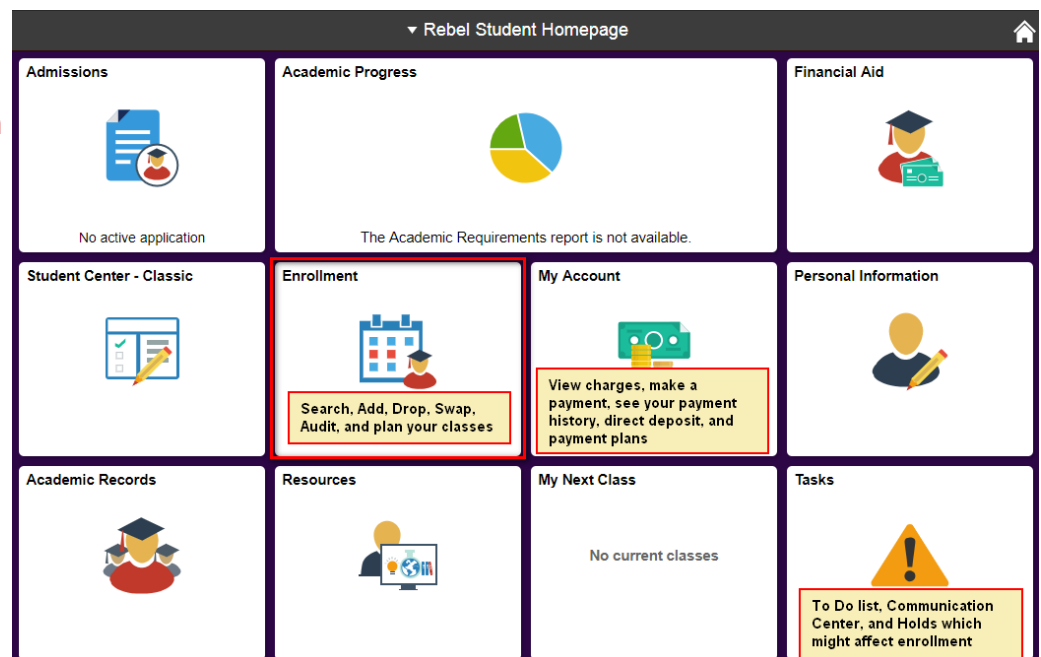 Rebel Student Homepage
Admissions
Academic Progress
Financial Aid
No active application
The Academic Requirements report is not available.
Student Center - Classic
Enrollment
My Account
Personal Information
Search, Add, Drop, Swap,
Audit, and plan your classes
View charges, make a
payment, see your payment
history, direct deposit, and
payment plans
Academic Records
Resources
My Next Class
Tasks
No current classes
To Do list, Communication
Center, and Holds which
might affect enrollment